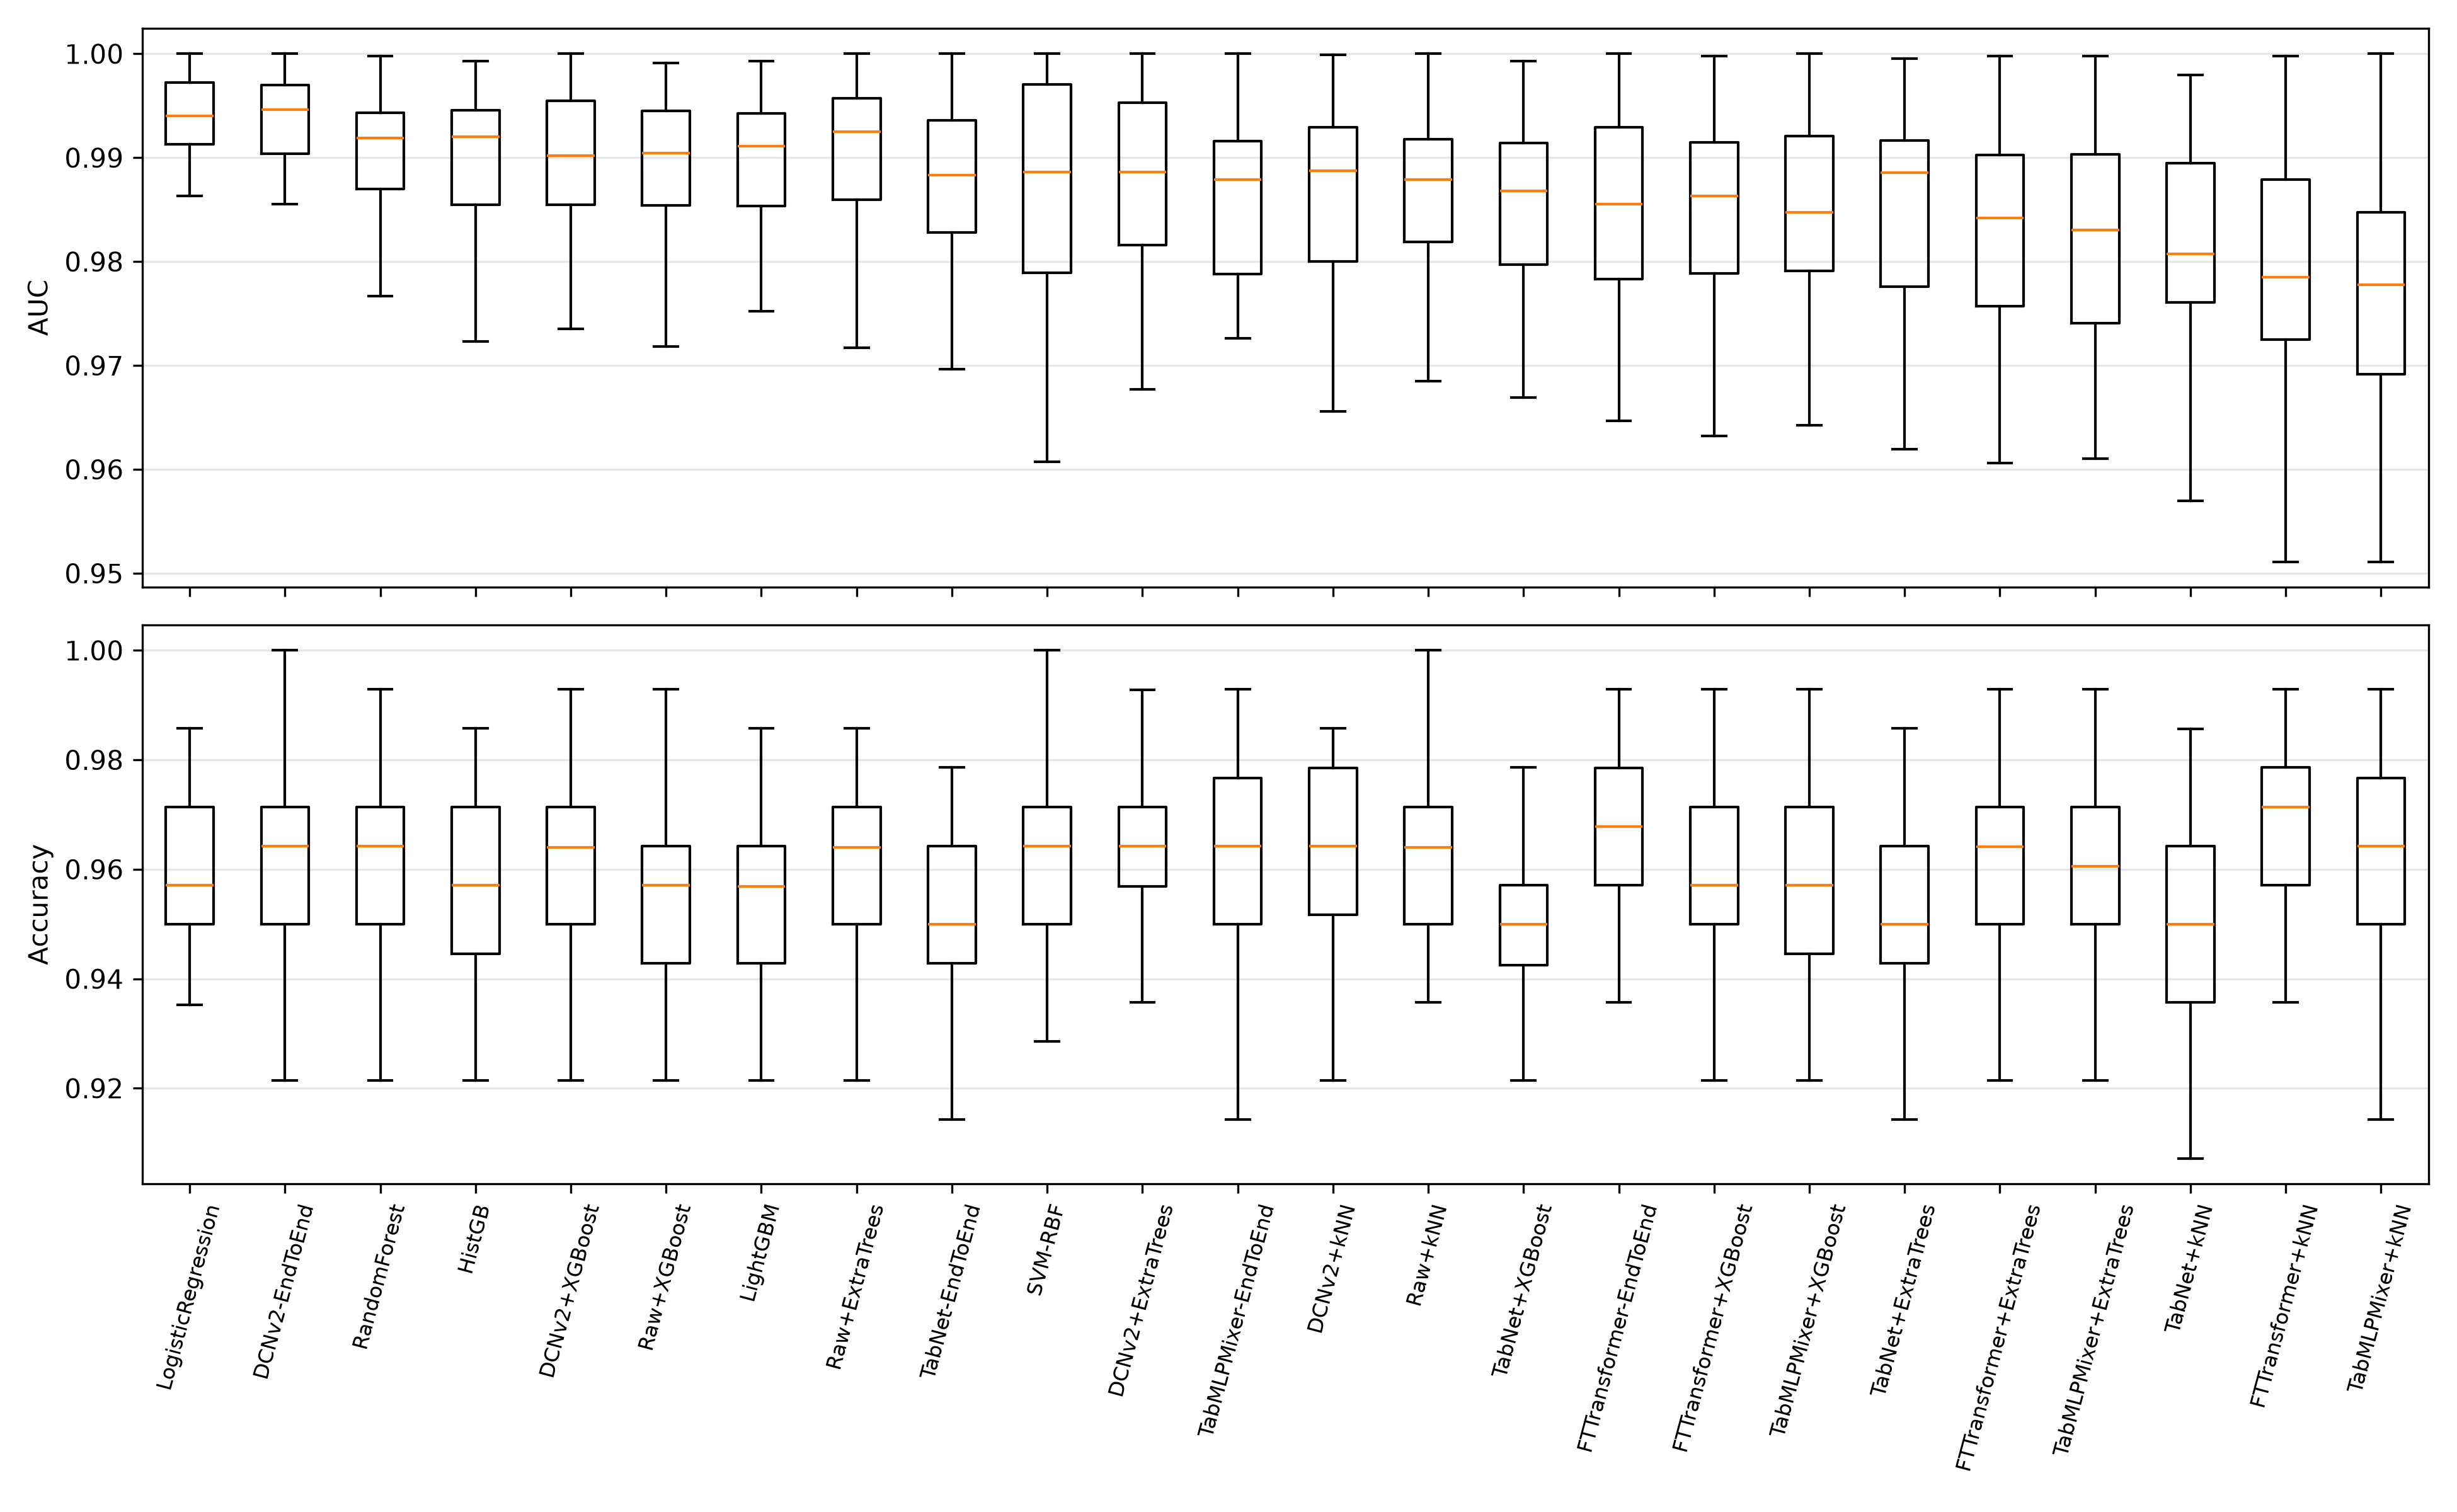 AUC
1.00
0.99
0.98
0.97
0.96
0.95
Accuracy
1.00
0.98
0.96
0.94
0.92
LogisticRegression
DCNv2-EndToEnd
RandomForest
HistGB
DCNv2+XGBoost
Raw+XGBoost
LightGBM
Raw+ExtraTrees
TabNet-EndToEnd
SVM-RBF
DCNv2+ExtraTrees
TabMLPMixer-EndToEnd
DCNv2+kNN
Raw+kNN
TabNet+XGBoost
FTTransformer-EndToEnd
FTTransformer+XGBoost
TabMLPMixer+XGBoost
TabNet+ExtraTrees
FTTransformer+ExtraTrees
TabMLPMixer+ExtraTrees
TabNet+kNN
FTTransformer+kNN
TabMLPMixer+kNN